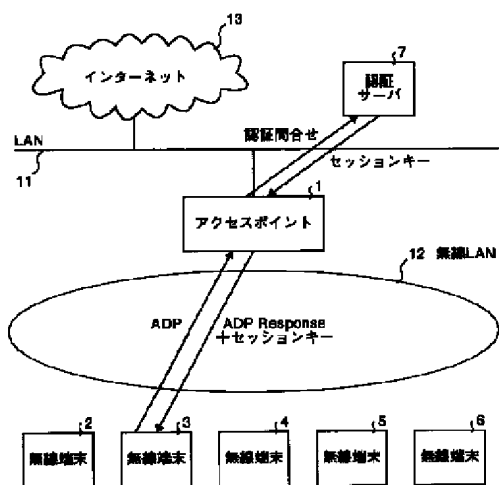 13
インターネット
7
認証
サーバ
LAN
認証問合せ
11
セッションキー
1
アクセスポイント
12 無線LAN
ADP
ADP Response
+セッションキー
2
3
4
5
6
無線端末
無線端末
無線端末
無線端末
無線端末